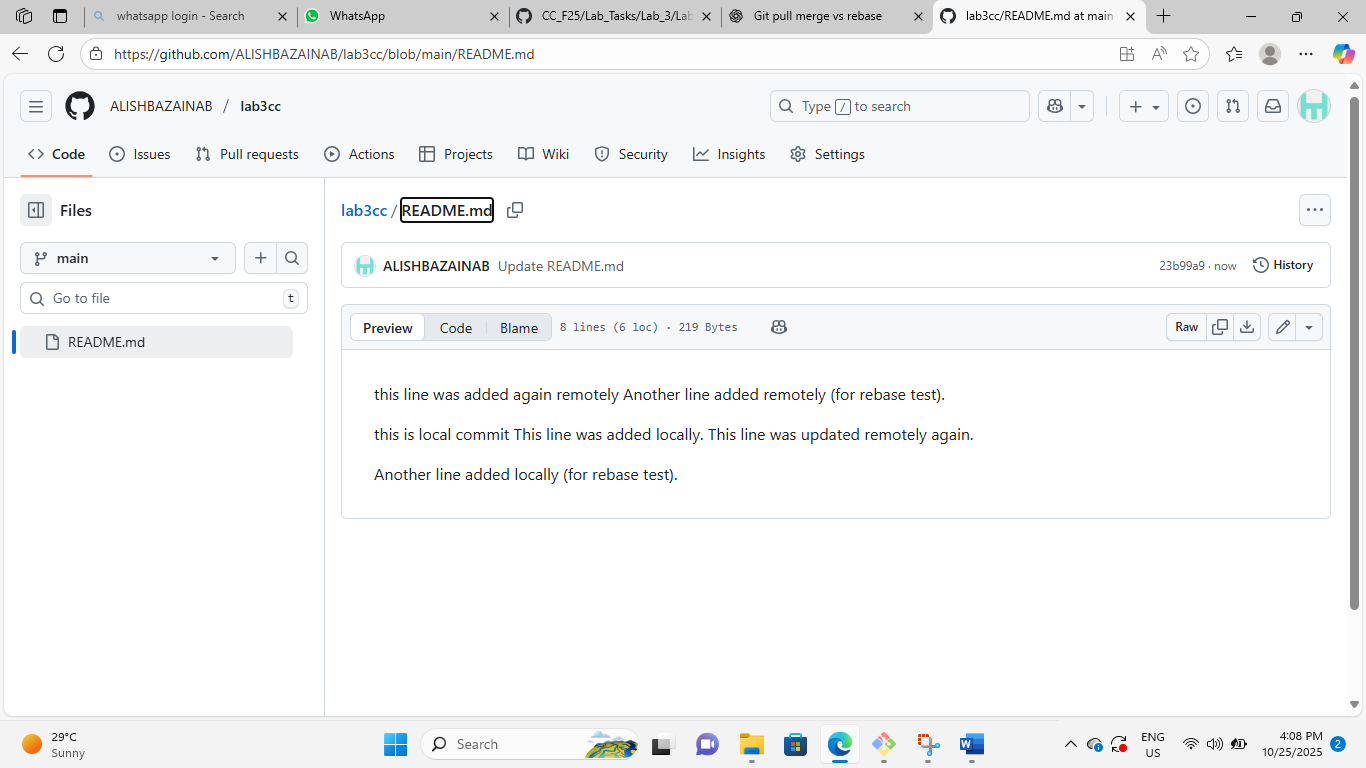 whatsapp login - Search
WhatsApp
CC_F25/Lab_Tasks/Lab_3/Lab
Git pull merge vs rebase
lab3cc/README.md at main
https://github.com/ALISHBAZAINAB/lab3cc/blob/main/README.md
ALISHBAZAINAB / lab3cc
Type / to search
Code
Issues
Pull requests
Actions
Projects
Wiki
Security
Insights
Settings
Files
lab3cc / README.md
main
ALISHBAZAINAB Update README.md
23b99a9 · now
History
Go to file
t
Preview
Code
Blame
8 lines (6 loc) · 219 Bytes
Raw
README.md
this line was added again remotely Another line added remotely (for rebase test).
this is local commit This line was added locally. This line was updated remotely again.
Another line added locally (for rebase test).
29°C
Sunny
Search
ENG
US
4:08 PM
10/25/2025
2